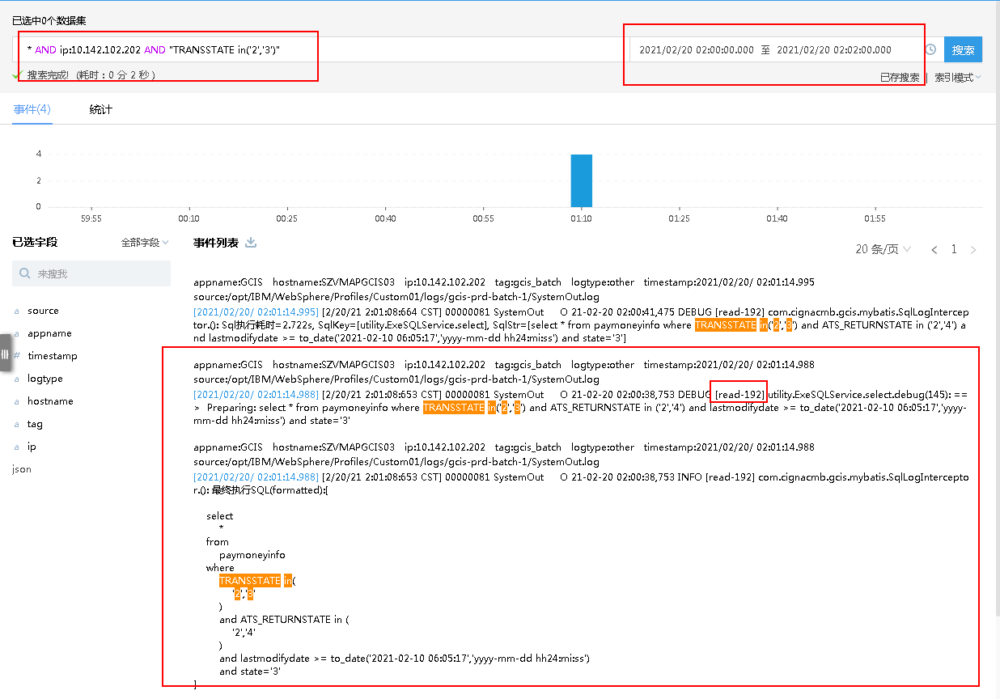 已选中0个数据集
* AND ip:10.142.102.202 AND "TRANSSTATE in('2','3')"
2021/02/20 02:00:00.000 至 2021/02/20 02:02:00.000
搜索
搜索完成! (耗时：0 分 2 秒 )
已存搜索 | 索引模式
事件(4)
统计
4
2
0
59:55 00:10 00:25 00:40 00:55 01:10 01:25 01:40 01:55
已选字段
全部字段
事件列表
20 条/页
< 1 >
来搜我
a source
a appname
# timestamp
a logtype
a hostname
a tag
a ip
json
appname:GCIS hostname:SZVMAPGCIS03 ip:10.142.102.202 tag:gcis_batch logtype:other timestamp:2021/02/20/ 02:01:14.995
source:/opt/IBM/WebSphere/Profiles/Custom01/logs/gcis-prd-batch-1/SystemOut.log
[2021/02/20/ 02:01:14.995] [2/20/21 2:01:08:664 CST] 00000081 SystemOut O 21-02-20 02:00:41,475 DEBUG [read-192] com.cignacmb.gcis.mybatis.SqlLogIntercep
tor.(): Sql执行耗时=2.722s, SqlKey=[utility.ExeSQLService.select], SqlStr=[select * from paymoneyinfo where TRANSSTATE in('2','3') and ATS_RETURNSTATE in ('2','4') a
nd lastmodifydate >= to_date('2021-02-10 06:05:17','yyyy-mm-dd hh24:mi:ss') and state='3']
appname:GCIS hostname:SZVMAPGCIS03 ip:10.142.102.202 tag:gcis_batch logtype:other timestamp:2021/02/20/ 02:01:14.988
source:/opt/IBM/WebSphere/Profiles/Custom01/logs/gcis-prd-batch-1/SystemOut.log
[2021/02/20/ 02:01:14.988] [2/20/21 2:01:08:653 CST] 00000081 SystemOut O 21-02-20 02:00:38,753 DEBUG [read-192] utility.ExeSQLService.select.debug(145): ==
> Preparing: select * from paymoneyinfo where TRANSSTATE in('2','3') and ATS_RETURNSTATE in ('2','4') and lastmodifydate >= to_date('2021-02-10 06:05:17','yyyy-
mm-dd hh24:mi:ss') and state='3'
appname:GCIS hostname:SZVMAPGCIS03 ip:10.142.102.202 tag:gcis_batch logtype:other timestamp:2021/02/20/ 02:01:14.988
source:/opt/IBM/WebSphere/Profiles/Custom01/logs/gcis-prd-batch-1/SystemOut.log
[2021/02/20/ 02:01:14.988] [2/20/21 2:01:08:653 CST] 00000081 SystemOut O 21-02-20 02:00:38,753 INFO [read-192] com.cignacmb.gcis.mybatis.SqlLogIntercepto
r.(): 最终执行SQL(formatted):[
select
*
from
paymoneyinfo
where
TRANSSTATE in(
'2','3'
)
and ATS_RETURNSTATE in (
'2','4'
)
and lastmodifydate >= to_date('2021-02-10 06:05:17','yyyy-mm-dd hh24:mi:ss')
and state='3'
]